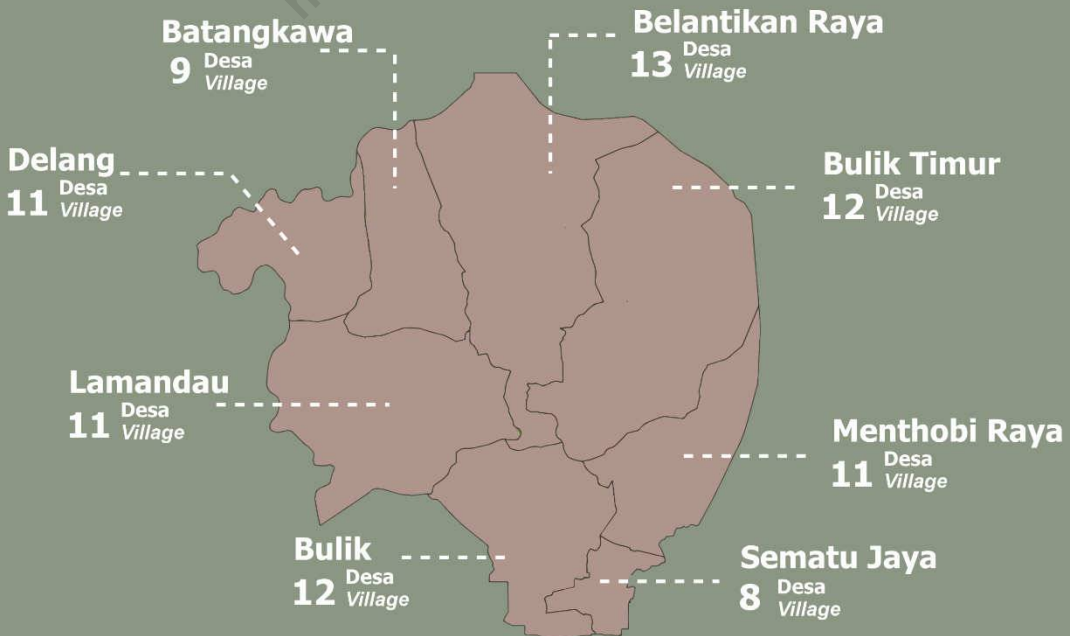 Batangkawa
9 Desa
Village
Belantikan Raya
13 Desa
Village
Delang
11 Desa
Village
Bulik Timur
12 Desa
Village
Lamandau
11 Desa
Village
Menthobi Raya
11 Desa
Village
Bulik
12 Desa
Village
Sematu Jaya
8 Desa
Village